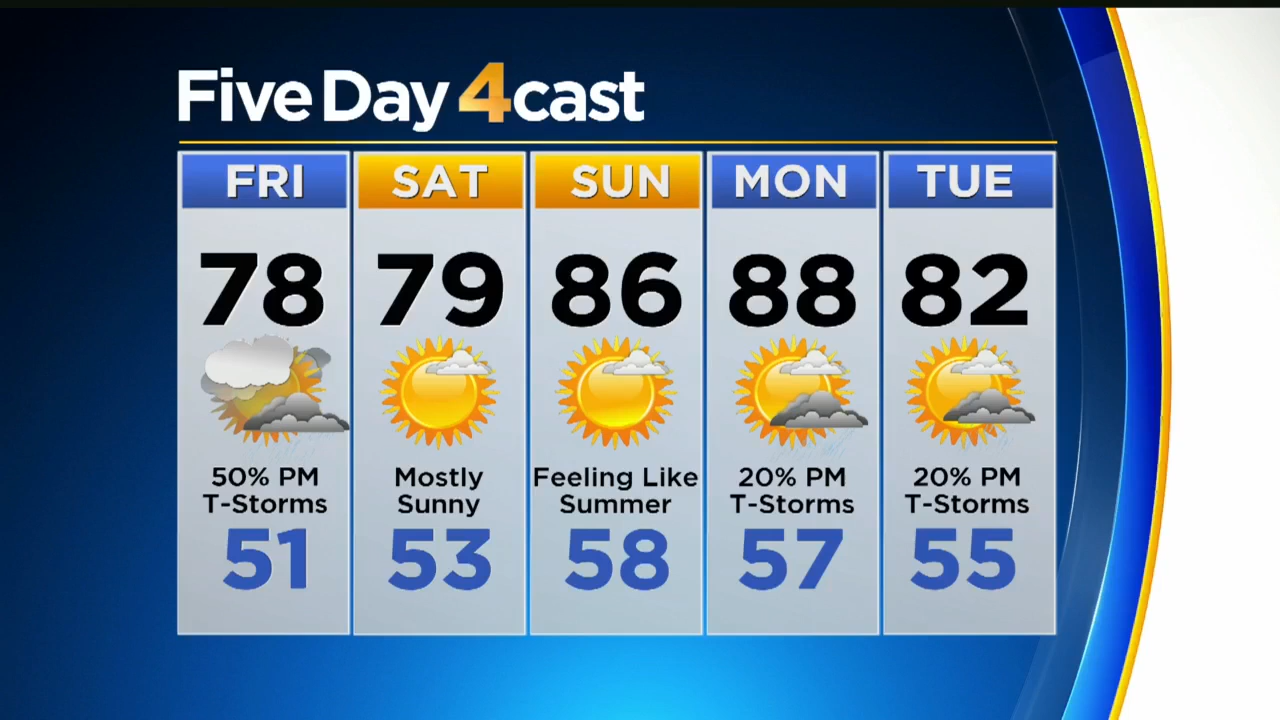 Five Day 4cast
FRI SAT SUN MON TUE
78 79 86 88 82
50% PM Mostly Feeling Like 20% PM 20% PM
T-Storms Sunny Summer T-Storms T-Storms
51 53 58 57 55